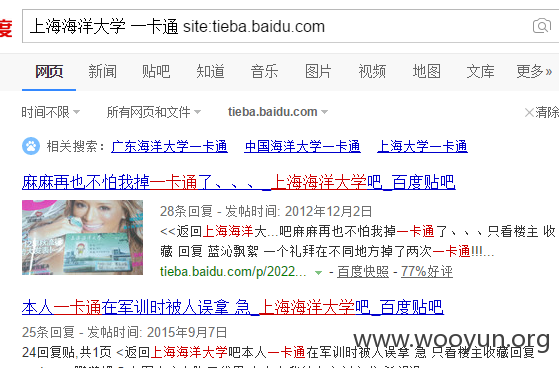 度 上海海洋大学 一卡通 site:tieba.baidu.com
网页 新闻 贴吧 知道 音乐 图片 视频 地图 文库 更多»
时间不限 所有网页和文件 tieba.baidu.com ×清除
相关搜索: 广东海洋大学一卡通 中国海洋大学一卡通 上海大学一卡通
麻麻再也不怕我掉一卡通了、、、_上海海洋大学吧_百度贴吧
28条回复 - 发帖时间: 2012年12月2日
<<返回上海海洋大...吧麻麻再也不怕我掉一卡通了、、、只看楼主 收
藏 回复 蓝沁飘絮 一个礼拜在不同地方掉了两次一卡通!!!...
tieba.baidu.com/p/2022... - 百度快照 - 77%好评
本人一卡通在军训时被人误拿 急_上海海洋大学吧_百度贴吧
25条回复 - 发帖时间: 2015年9月7日
24回复贴,共1页 <返回上海海洋大学吧本人一卡通在军训时被人误拿 急 只看楼主收藏回复
www.wooyun.org